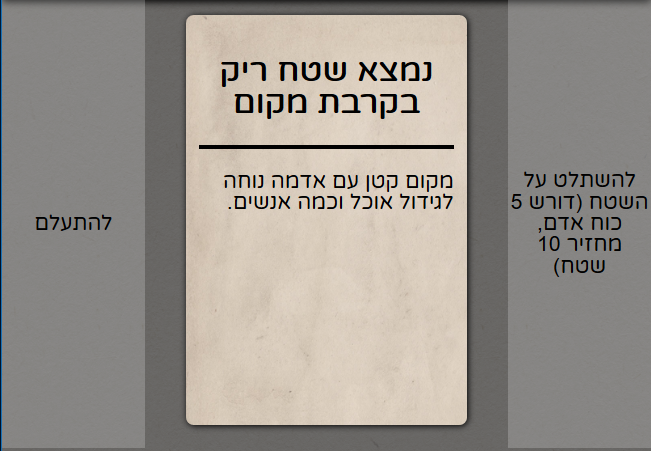 נמצא שטח ריק
בקרבת מקום
מקום קטן עם אדמה נוחה
לגידול אוכל וכמה אנשים.
להשתלט על
השטח (דורש 5
כוח אדם,
מחזיר 10
שטח)
להתעלם